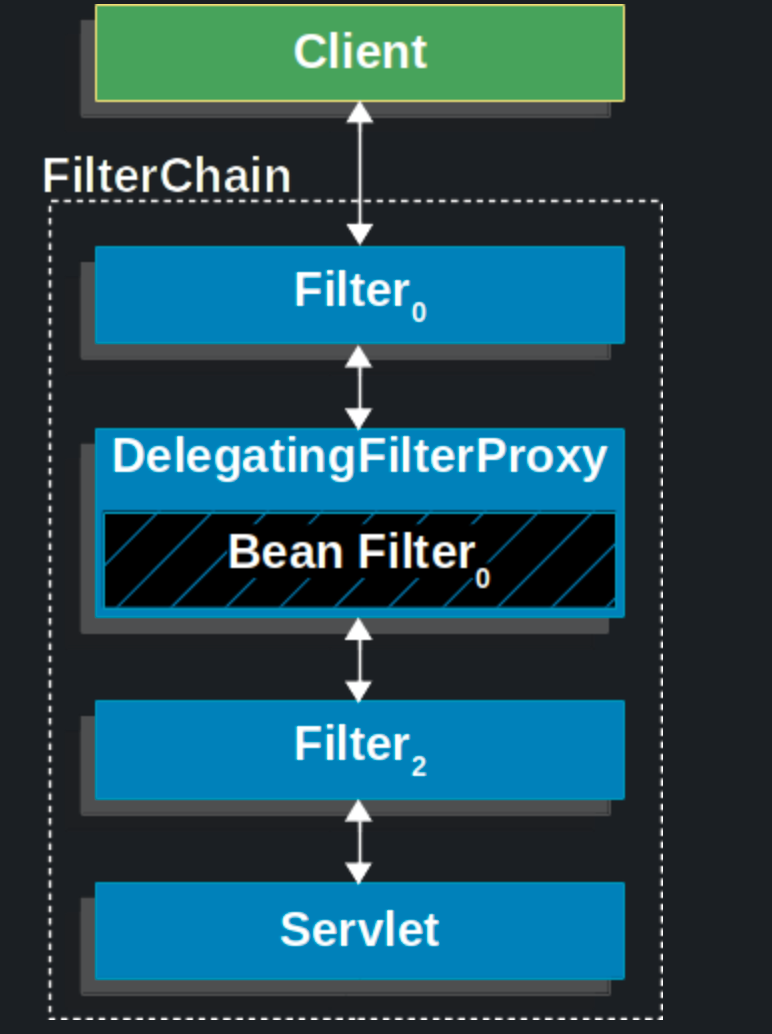 Client
FilterChain
Filter₀
DelegatingFilterProxy
Bean Filter₀
Filter₂
Servlet